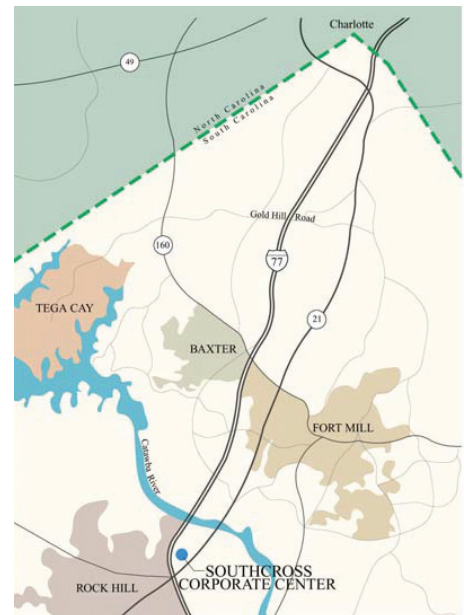 Charlotte
49
North Carolina
South Carolina
Gold Hill Road
160
77
TEGA CAY
21
BAXTER
FORT MILL
Catawba River
SOUTHCROSS
CORPORATE CENTER
ROCK HILL